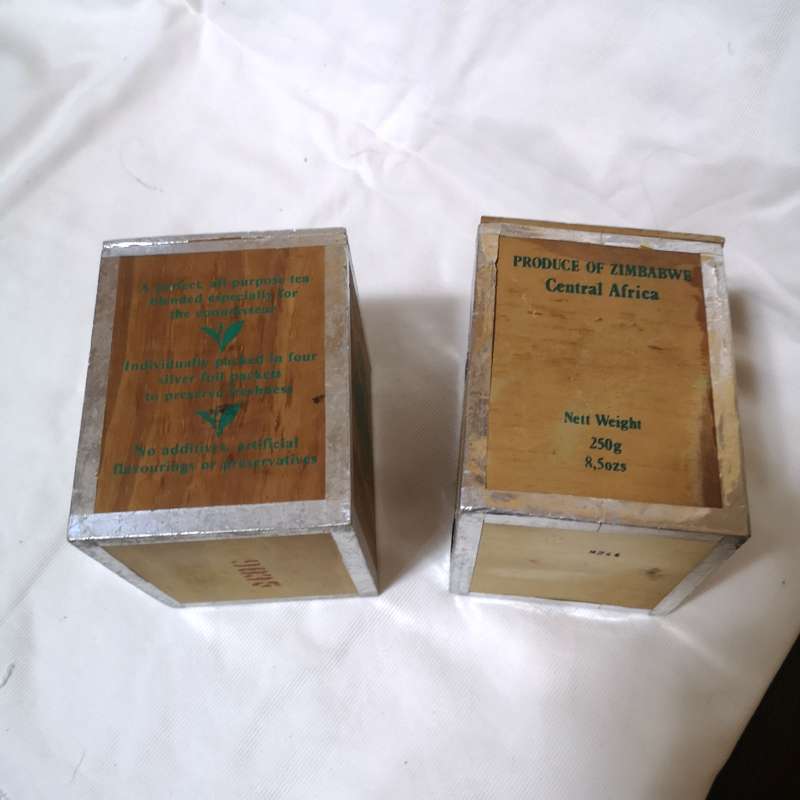 A perfect, all purpose tea
blended especially for
the connoisseur
Individually packed in four
silver foil packets
to preserve freshness
No additives, artificial
flavourings or preservatives
PRODUCE OF ZIMBABWE
Central Africa
Nett Weight
250g
8,5ozs